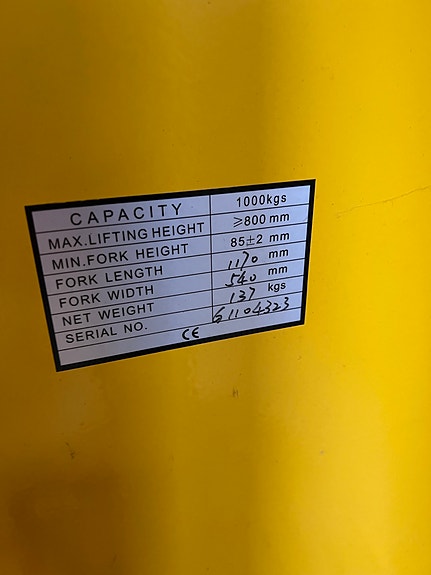 CAPACITY 1000kgs
MAX.LIFTING HEIGHT ≥800 mm
MIN.FORK HEIGHT 85±2 mm
FORK LENGTH 1170 mm
FORK WIDTH 540 mm
NET WEIGHT 137 kgs
SERIAL NO. 61104323
CE